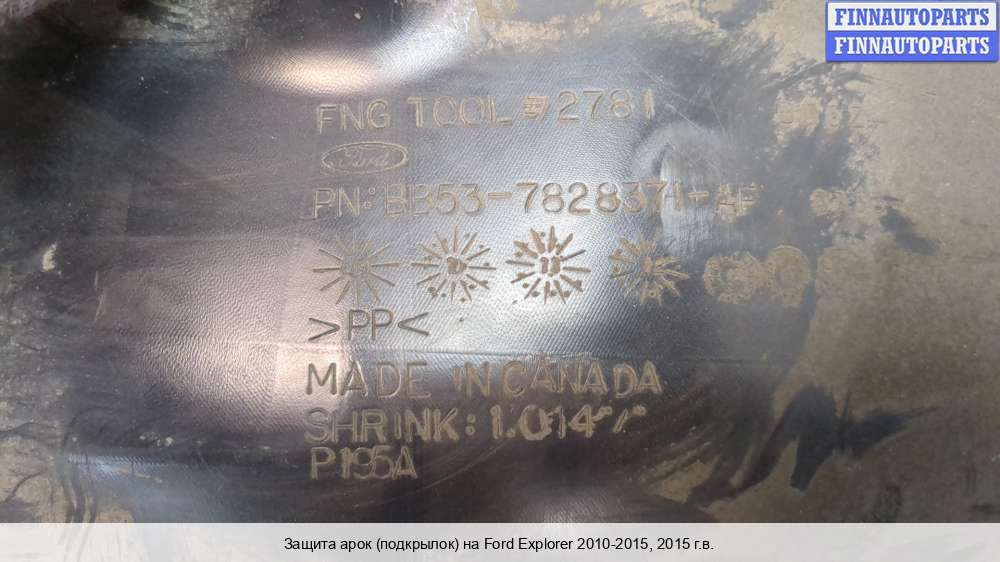 FINNAUTOPARTS
FINNAUTOPARTS
FNG TOOL #2781
Ford
PN: BB53-7828371-AE
>PP<
MADE IN CANADA
SHRINK: 1.014%
P195A
Защита арок (подкрылок) на Ford Explorer 2010-2015, 2015 г.в.